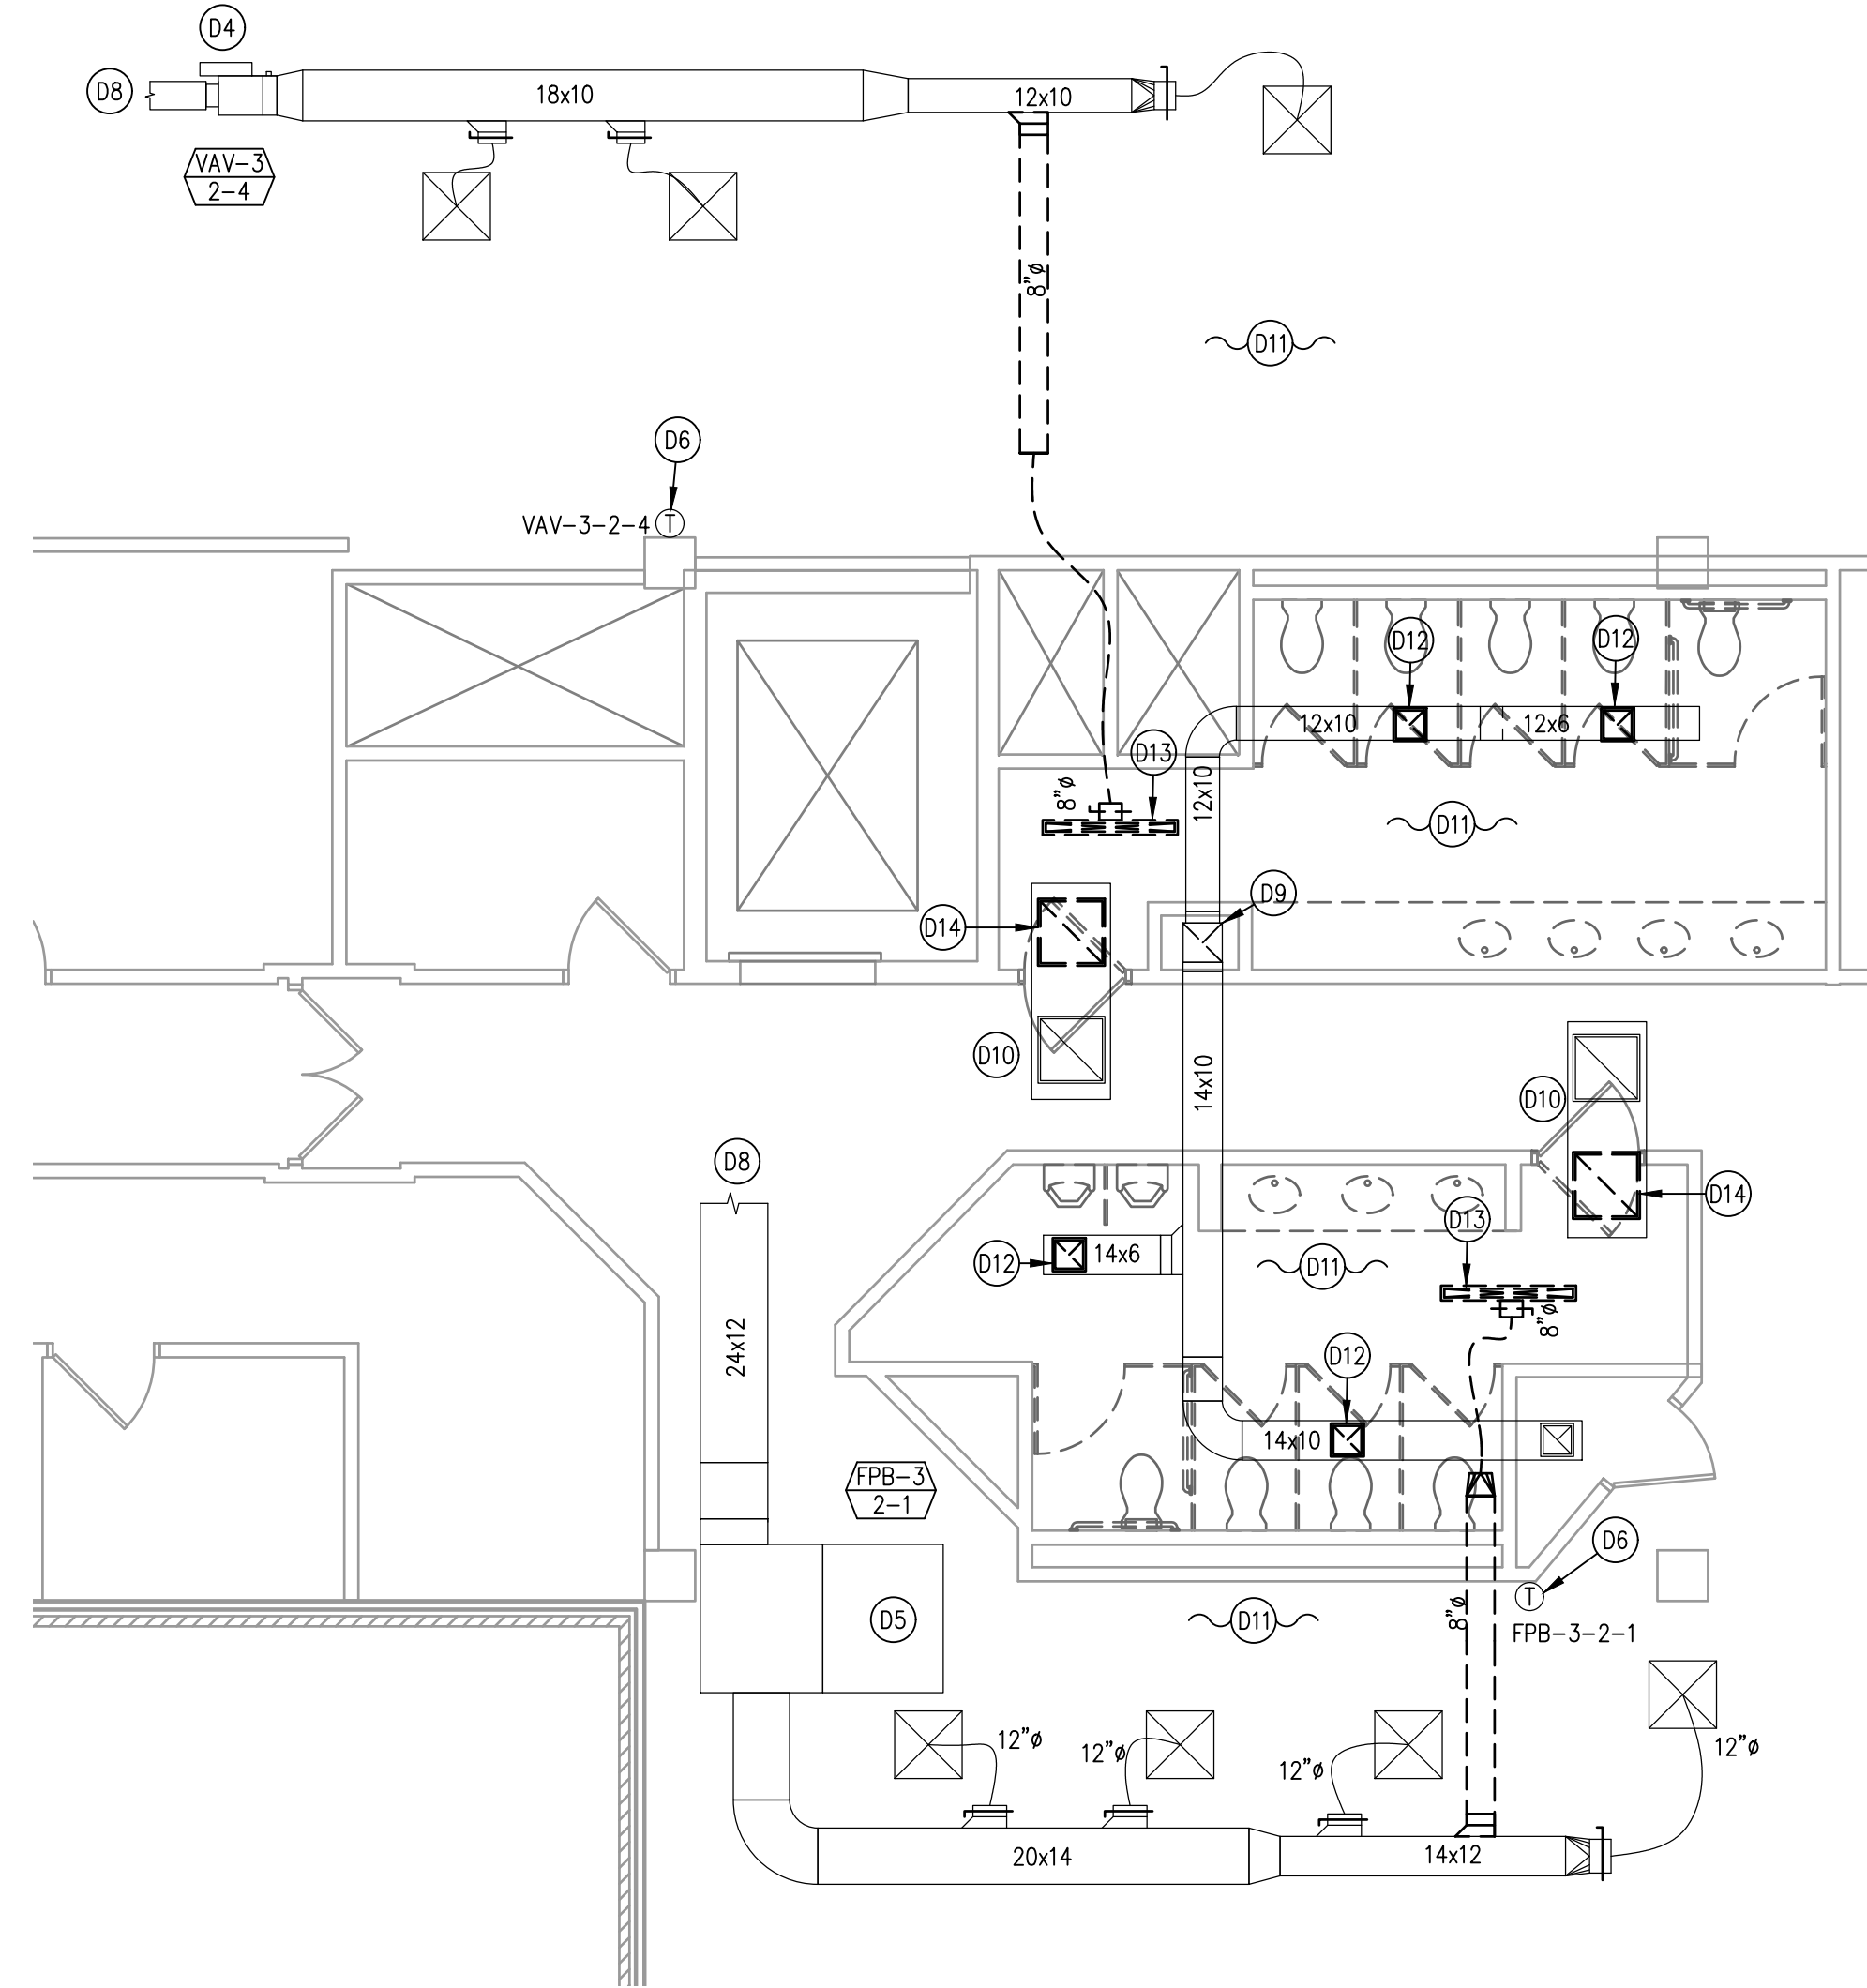 D4
D8
18x10
12x10
VAV-3
2-4
8"ø
D11
D6
VAV-3-2-4 T
D12
D12
12x10
12x6
D13
8"ø
12x10
D11
D9
D14
D10
14x10
D10
D8
D14
D13
D12
14x6
D11
8"ø
24x12
D12
14x10
FPB-3
2-1
D6
T
D5
D11
8"ø
FPB-3-2-1
12"ø
12"ø
12"ø
12"ø
20x14
14x12